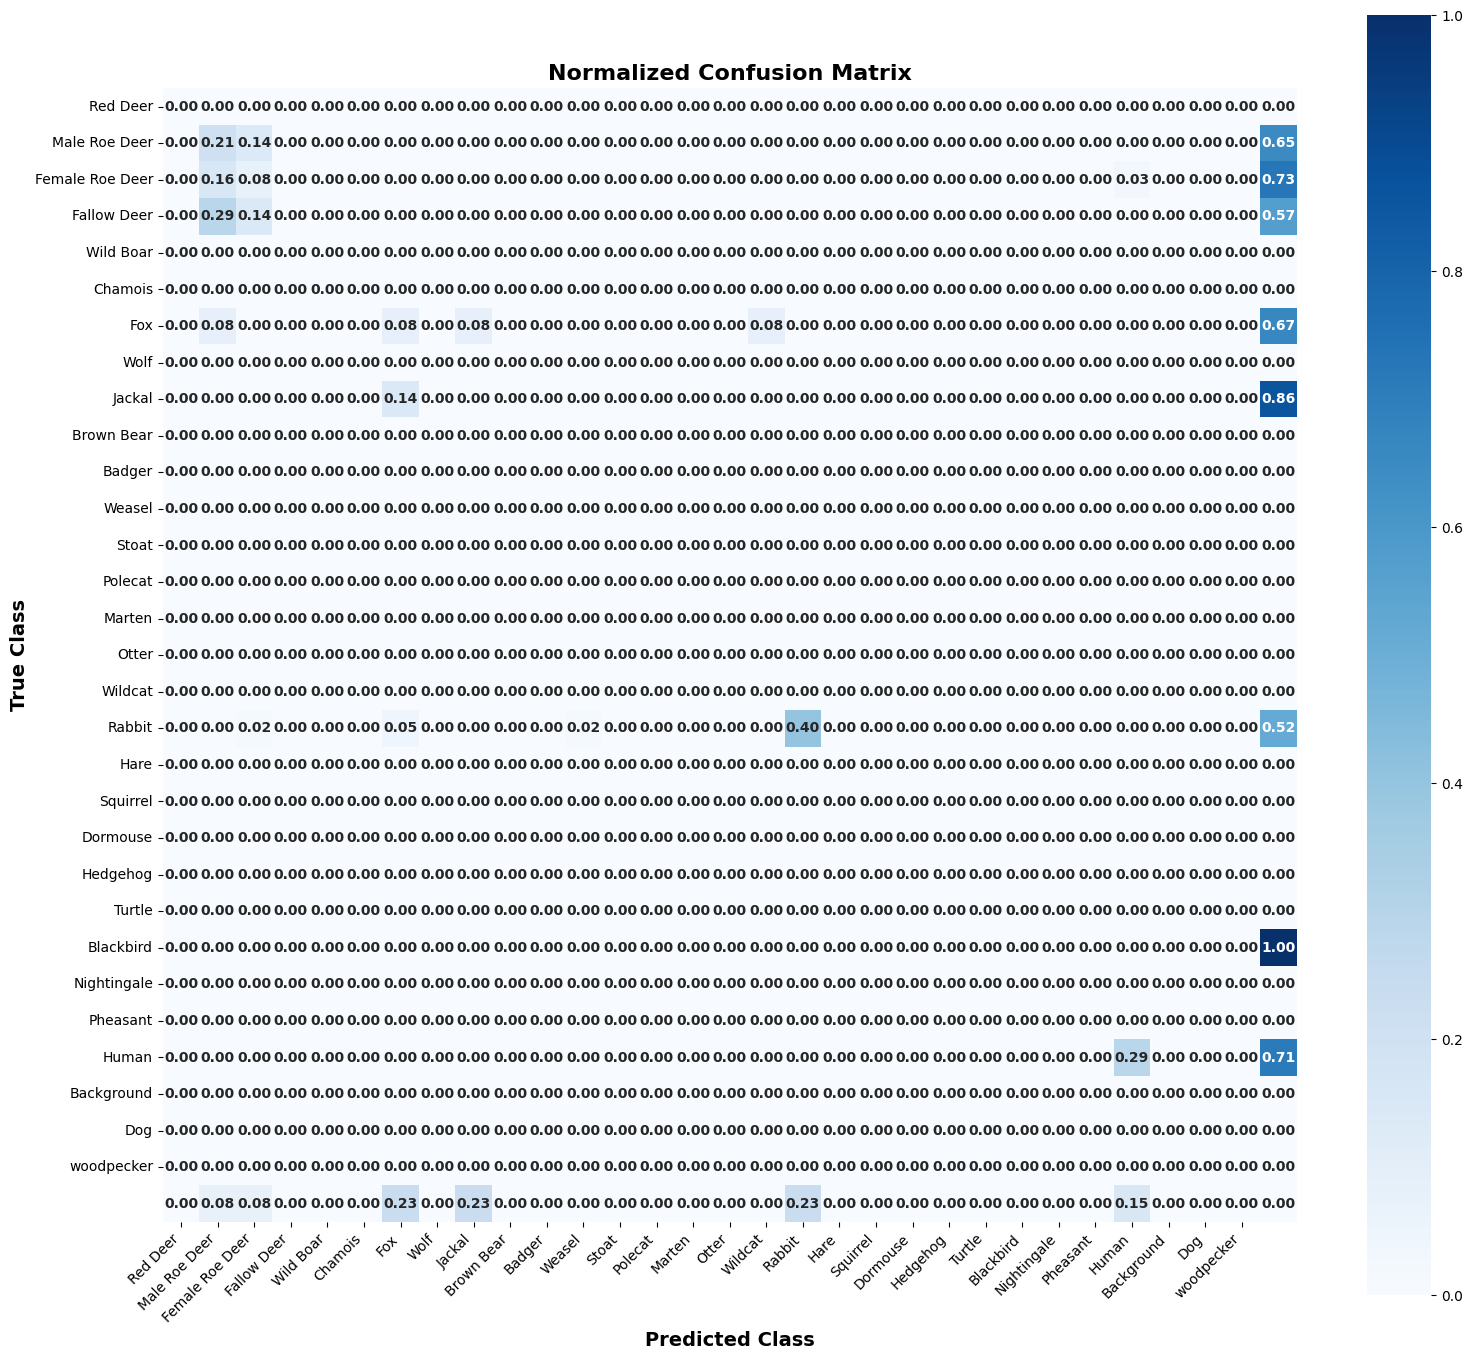 Normalized Confusion Matrix
Red Deer 0.00 0.00 0.00 0.00 0.00 0.00 0.00 0.00 0.00 0.00 0.00 0.00 0.00 0.00 0.00 0.00 0.00 0.00 0.00 0.00 0.00 0.00 0.00 0.00 0.00 0.00 0.00 0.00 0.00 0.00 0.00
Male Roe Deer 0.00 0.21 0.14 0.00 0.00 0.00 0.00 0.00 0.00 0.00 0.00 0.00 0.00 0.00 0.00 0.00 0.00 0.00 0.00 0.00 0.00 0.00 0.00 0.00 0.00 0.00 0.00 0.00 0.00 0.00 0.65
Female Roe Deer 0.00 0.16 0.08 0.00 0.00 0.00 0.00 0.00 0.00 0.00 0.00 0.00 0.00 0.00 0.00 0.00 0.00 0.00 0.00 0.00 0.00 0.00 0.00 0.00 0.00 0.00 0.03 0.00 0.00 0.00 0.73
Fallow Deer 0.00 0.29 0.14 0.00 0.00 0.00 0.00 0.00 0.00 0.00 0.00 0.00 0.00 0.00 0.00 0.00 0.00 0.00 0.00 0.00 0.00 0.00 0.00 0.00 0.00 0.00 0.00 0.00 0.00 0.00 0.57
Wild Boar 0.00 0.00 0.00 0.00 0.00 0.00 0.00 0.00 0.00 0.00 0.00 0.00 0.00 0.00 0.00 0.00 0.00 0.00 0.00 0.00 0.00 0.00 0.00 0.00 0.00 0.00 0.00 0.00 0.00 0.00 0.00
Chamois 0.00 0.00 0.00 0.00 0.00 0.00 0.00 0.00 0.00 0.00 0.00 0.00 0.00 0.00 0.00 0.00 0.00 0.00 0.00 0.00 0.00 0.00 0.00 0.00 0.00 0.00 0.00 0.00 0.00 0.00 0.00
Fox 0.00 0.08 0.00 0.00 0.00 0.00 0.08 0.00 0.08 0.00 0.00 0.00 0.00 0.00 0.00 0.00 0.08 0.00 0.00 0.00 0.00 0.00 0.00 0.00 0.00 0.00 0.00 0.00 0.00 0.00 0.67
Wolf 0.00 0.00 0.00 0.00 0.00 0.00 0.00 0.00 0.00 0.00 0.00 0.00 0.00 0.00 0.00 0.00 0.00 0.00 0.00 0.00 0.00 0.00 0.00 0.00 0.00 0.00 0.00 0.00 0.00 0.00 0.00
Jackal 0.00 0.00 0.00 0.00 0.00 0.00 0.14 0.00 0.00 0.00 0.00 0.00 0.00 0.00 0.00 0.00 0.00 0.00 0.00 0.00 0.00 0.00 0.00 0.00 0.00 0.00 0.00 0.00 0.00 0.00 0.86
Brown Bear 0.00 0.00 0.00 0.00 0.00 0.00 0.00 0.00 0.00 0.00 0.00 0.00 0.00 0.00 0.00 0.00 0.00 0.00 0.00 0.00 0.00 0.00 0.00 0.00 0.00 0.00 0.00 0.00 0.00 0.00 0.00
Badger 0.00 0.00 0.00 0.00 0.00 0.00 0.00 0.00 0.00 0.00 0.00 0.00 0.00 0.00 0.00 0.00 0.00 0.00 0.00 0.00 0.00 0.00 0.00 0.00 0.00 0.00 0.00 0.00 0.00 0.00 0.00
Weasel 0.00 0.00 0.00 0.00 0.00 0.00 0.00 0.00 0.00 0.00 0.00 0.00 0.00 0.00 0.00 0.00 0.00 0.00 0.00 0.00 0.00 0.00 0.00 0.00 0.00 0.00 0.00 0.00 0.00 0.00 0.00
Stoat 0.00 0.00 0.00 0.00 0.00 0.00 0.00 0.00 0.00 0.00 0.00 0.00 0.00 0.00 0.00 0.00 0.00 0.00 0.00 0.00 0.00 0.00 0.00 0.00 0.00 0.00 0.00 0.00 0.00 0.00 0.00
Polecat 0.00 0.00 0.00 0.00 0.00 0.00 0.00 0.00 0.00 0.00 0.00 0.00 0.00 0.00 0.00 0.00 0.00 0.00 0.00 0.00 0.00 0.00 0.00 0.00 0.00 0.00 0.00 0.00 0.00 0.00 0.00
Marten 0.00 0.00 0.00 0.00 0.00 0.00 0.00 0.00 0.00 0.00 0.00 0.00 0.00 0.00 0.00 0.00 0.00 0.00 0.00 0.00 0.00 0.00 0.00 0.00 0.00 0.00 0.00 0.00 0.00 0.00 0.00
Otter 0.00 0.00 0.00 0.00 0.00 0.00 0.00 0.00 0.00 0.00 0.00 0.00 0.00 0.00 0.00 0.00 0.00 0.00 0.00 0.00 0.00 0.00 0.00 0.00 0.00 0.00 0.00 0.00 0.00 0.00 0.00
Wildcat 0.00 0.00 0.00 0.00 0.00 0.00 0.00 0.00 0.00 0.00 0.00 0.00 0.00 0.00 0.00 0.00 0.00 0.00 0.00 0.00 0.00 0.00 0.00 0.00 0.00 0.00 0.00 0.00 0.00 0.00 0.00
Rabbit 0.00 0.00 0.02 0.00 0.00 0.00 0.05 0.00 0.00 0.00 0.00 0.02 0.00 0.00 0.00 0.00 0.00 0.40 0.00 0.00 0.00 0.00 0.00 0.00 0.00 0.00 0.00 0.00 0.00 0.00 0.52
Hare 0.00 0.00 0.00 0.00 0.00 0.00 0.00 0.00 0.00 0.00 0.00 0.00 0.00 0.00 0.00 0.00 0.00 0.00 0.00 0.00 0.00 0.00 0.00 0.00 0.00 0.00 0.00 0.00 0.00 0.00 0.00
Squirrel 0.00 0.00 0.00 0.00 0.00 0.00 0.00 0.00 0.00 0.00 0.00 0.00 0.00 0.00 0.00 0.00 0.00 0.00 0.00 0.00 0.00 0.00 0.00 0.00 0.00 0.00 0.00 0.00 0.00 0.00 0.00
Dormouse 0.00 0.00 0.00 0.00 0.00 0.00 0.00 0.00 0.00 0.00 0.00 0.00 0.00 0.00 0.00 0.00 0.00 0.00 0.00 0.00 0.00 0.00 0.00 0.00 0.00 0.00 0.00 0.00 0.00 0.00 0.00
Hedgehog 0.00 0.00 0.00 0.00 0.00 0.00 0.00 0.00 0.00 0.00 0.00 0.00 0.00 0.00 0.00 0.00 0.00 0.00 0.00 0.00 0.00 0.00 0.00 0.00 0.00 0.00 0.00 0.00 0.00 0.00 0.00
Turtle 0.00 0.00 0.00 0.00 0.00 0.00 0.00 0.00 0.00 0.00 0.00 0.00 0.00 0.00 0.00 0.00 0.00 0.00 0.00 0.00 0.00 0.00 0.00 0.00 0.00 0.00 0.00 0.00 0.00 0.00 0.00
Blackbird 0.00 0.00 0.00 0.00 0.00 0.00 0.00 0.00 0.00 0.00 0.00 0.00 0.00 0.00 0.00 0.00 0.00 0.00 0.00 0.00 0.00 0.00 0.00 0.00 0.00 0.00 0.00 0.00 0.00 0.00 1.00
Nightingale 0.00 0.00 0.00 0.00 0.00 0.00 0.00 0.00 0.00 0.00 0.00 0.00 0.00 0.00 0.00 0.00 0.00 0.00 0.00 0.00 0.00 0.00 0.00 0.00 0.00 0.00 0.00 0.00 0.00 0.00 0.00
Pheasant 0.00 0.00 0.00 0.00 0.00 0.00 0.00 0.00 0.00 0.00 0.00 0.00 0.00 0.00 0.00 0.00 0.00 0.00 0.00 0.00 0.00 0.00 0.00 0.00 0.00 0.00 0.00 0.00 0.00 0.00 0.00
Human 0.00 0.00 0.00 0.00 0.00 0.00 0.00 0.00 0.00 0.00 0.00 0.00 0.00 0.00 0.00 0.00 0.00 0.00 0.00 0.00 0.00 0.00 0.00 0.00 0.00 0.00 0.29 0.00 0.00 0.00 0.71
Background 0.00 0.00 0.00 0.00 0.00 0.00 0.00 0.00 0.00 0.00 0.00 0.00 0.00 0.00 0.00 0.00 0.00 0.00 0.00 0.00 0.00 0.00 0.00 0.00 0.00 0.00 0.00 0.00 0.00 0.00 0.00
Dog 0.00 0.00 0.00 0.00 0.00 0.00 0.00 0.00 0.00 0.00 0.00 0.00 0.00 0.00 0.00 0.00 0.00 0.00 0.00 0.00 0.00 0.00 0.00 0.00 0.00 0.00 0.00 0.00 0.00 0.00 0.00
woodpecker 0.00 0.00 0.00 0.00 0.00 0.00 0.00 0.00 0.00 0.00 0.00 0.00 0.00 0.00 0.00 0.00 0.00 0.00 0.00 0.00 0.00 0.00 0.00 0.00 0.00 0.00 0.00 0.00 0.00 0.00 0.00
0.00 0.08 0.08 0.00 0.00 0.00 0.23 0.00 0.23 0.00 0.00 0.00 0.00 0.00 0.00 0.00 0.00 0.23 0.00 0.00 0.00 0.00 0.00 0.00 0.00 0.00 0.15 0.00 0.00 0.00 0.00
Red Deer Male Roe Deer Female Roe Deer Fallow Deer Wild Boar Chamois Fox Wolf Jackal Brown Bear Badger Weasel Stoat Polecat Marten Otter Wildcat Rabbit Hare Squirrel Dormouse Hedgehog Turtle Blackbird Nightingale Pheasant Human Background Dog woodpecker
Predicted Class
True Class
1.0
0.8
0.6
0.4
0.2
0.0